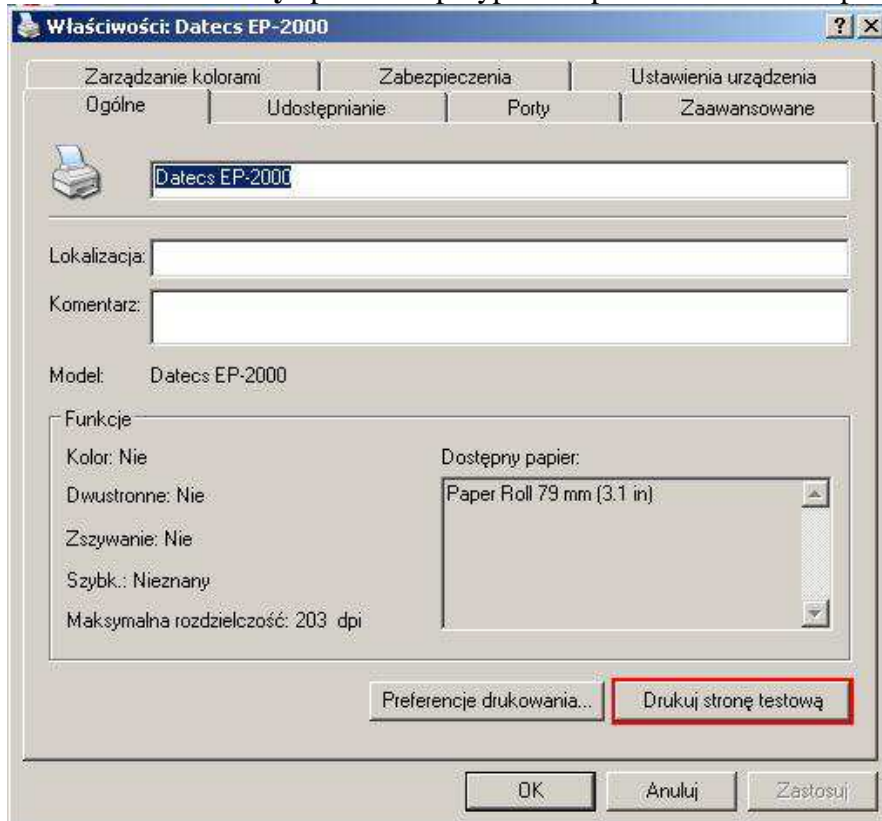 Właściwości: Datecs EP-2000
Zarządzanie kolorami Zabezpieczenia Ustawienia urządzenia
Ogólne Udostępnianie Porty Zaawansowane
Datecs EP-2000
Lokalizacja:
Komentarz:
Model: Datecs EP-2000
Funkcje
Kolor: Nie Dostępny papier:
Dwustronne: Nie Paper Roll 79 mm (3.1 in)
Zszywanie: Nie
Szybk.: Nieznany
Maksymalna rozdzielczość: 203 dpi
Preferencje drukowania... Drukuj stronę testową
OK Anuluj Zastosuj